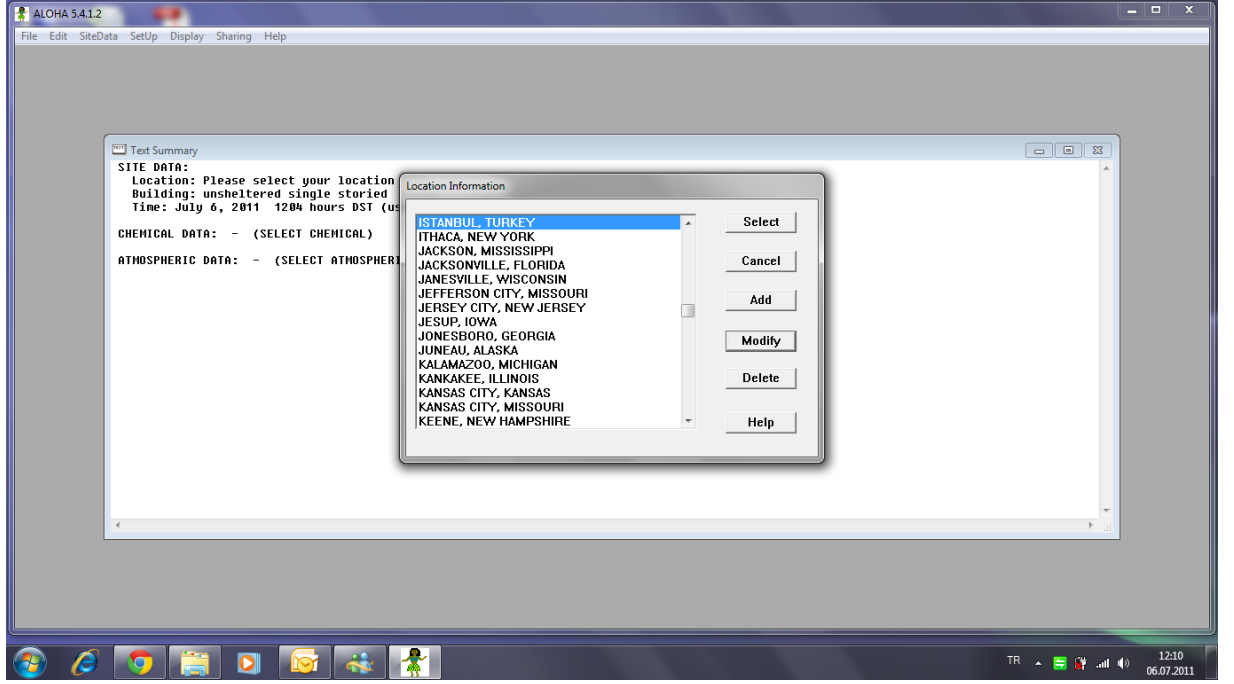 ALOHA 5.4.1.2
File Edit SiteData SetUp Display Sharing Help
Text Summary
SITE DATA:
Location: Please select your location
Building: unsheltered single storied
Time: July 6, 2011 1204 hours DST (us
CHEMICAL DATA: - (SELECT CHEMICAL)
ATMOSPHERIC DATA: - (SELECT ATMOSPHERI
Location Information
ISTANBUL, TURKEY
ITHACA, NEW YORK
JACKSON, MISSISSIPPI
JACKSONVILLE, FLORIDA
JANESVILLE, WISCONSIN
JEFFERSON CITY, MISSOURI
JERSEY CITY, NEW JERSEY
JESUP, IOWA
JONESBORO, GEORGIA
JUNEAU, ALASKA
KALAMAZOO, MICHIGAN
KANKAKEE, ILLINOIS
KANSAS CITY, KANSAS
KANSAS CITY, MISSOURI
KEENE, NEW HAMPSHIRE
Select
Cancel
Add
Modify
Delete
Help
TR
12:10
06.07.2011